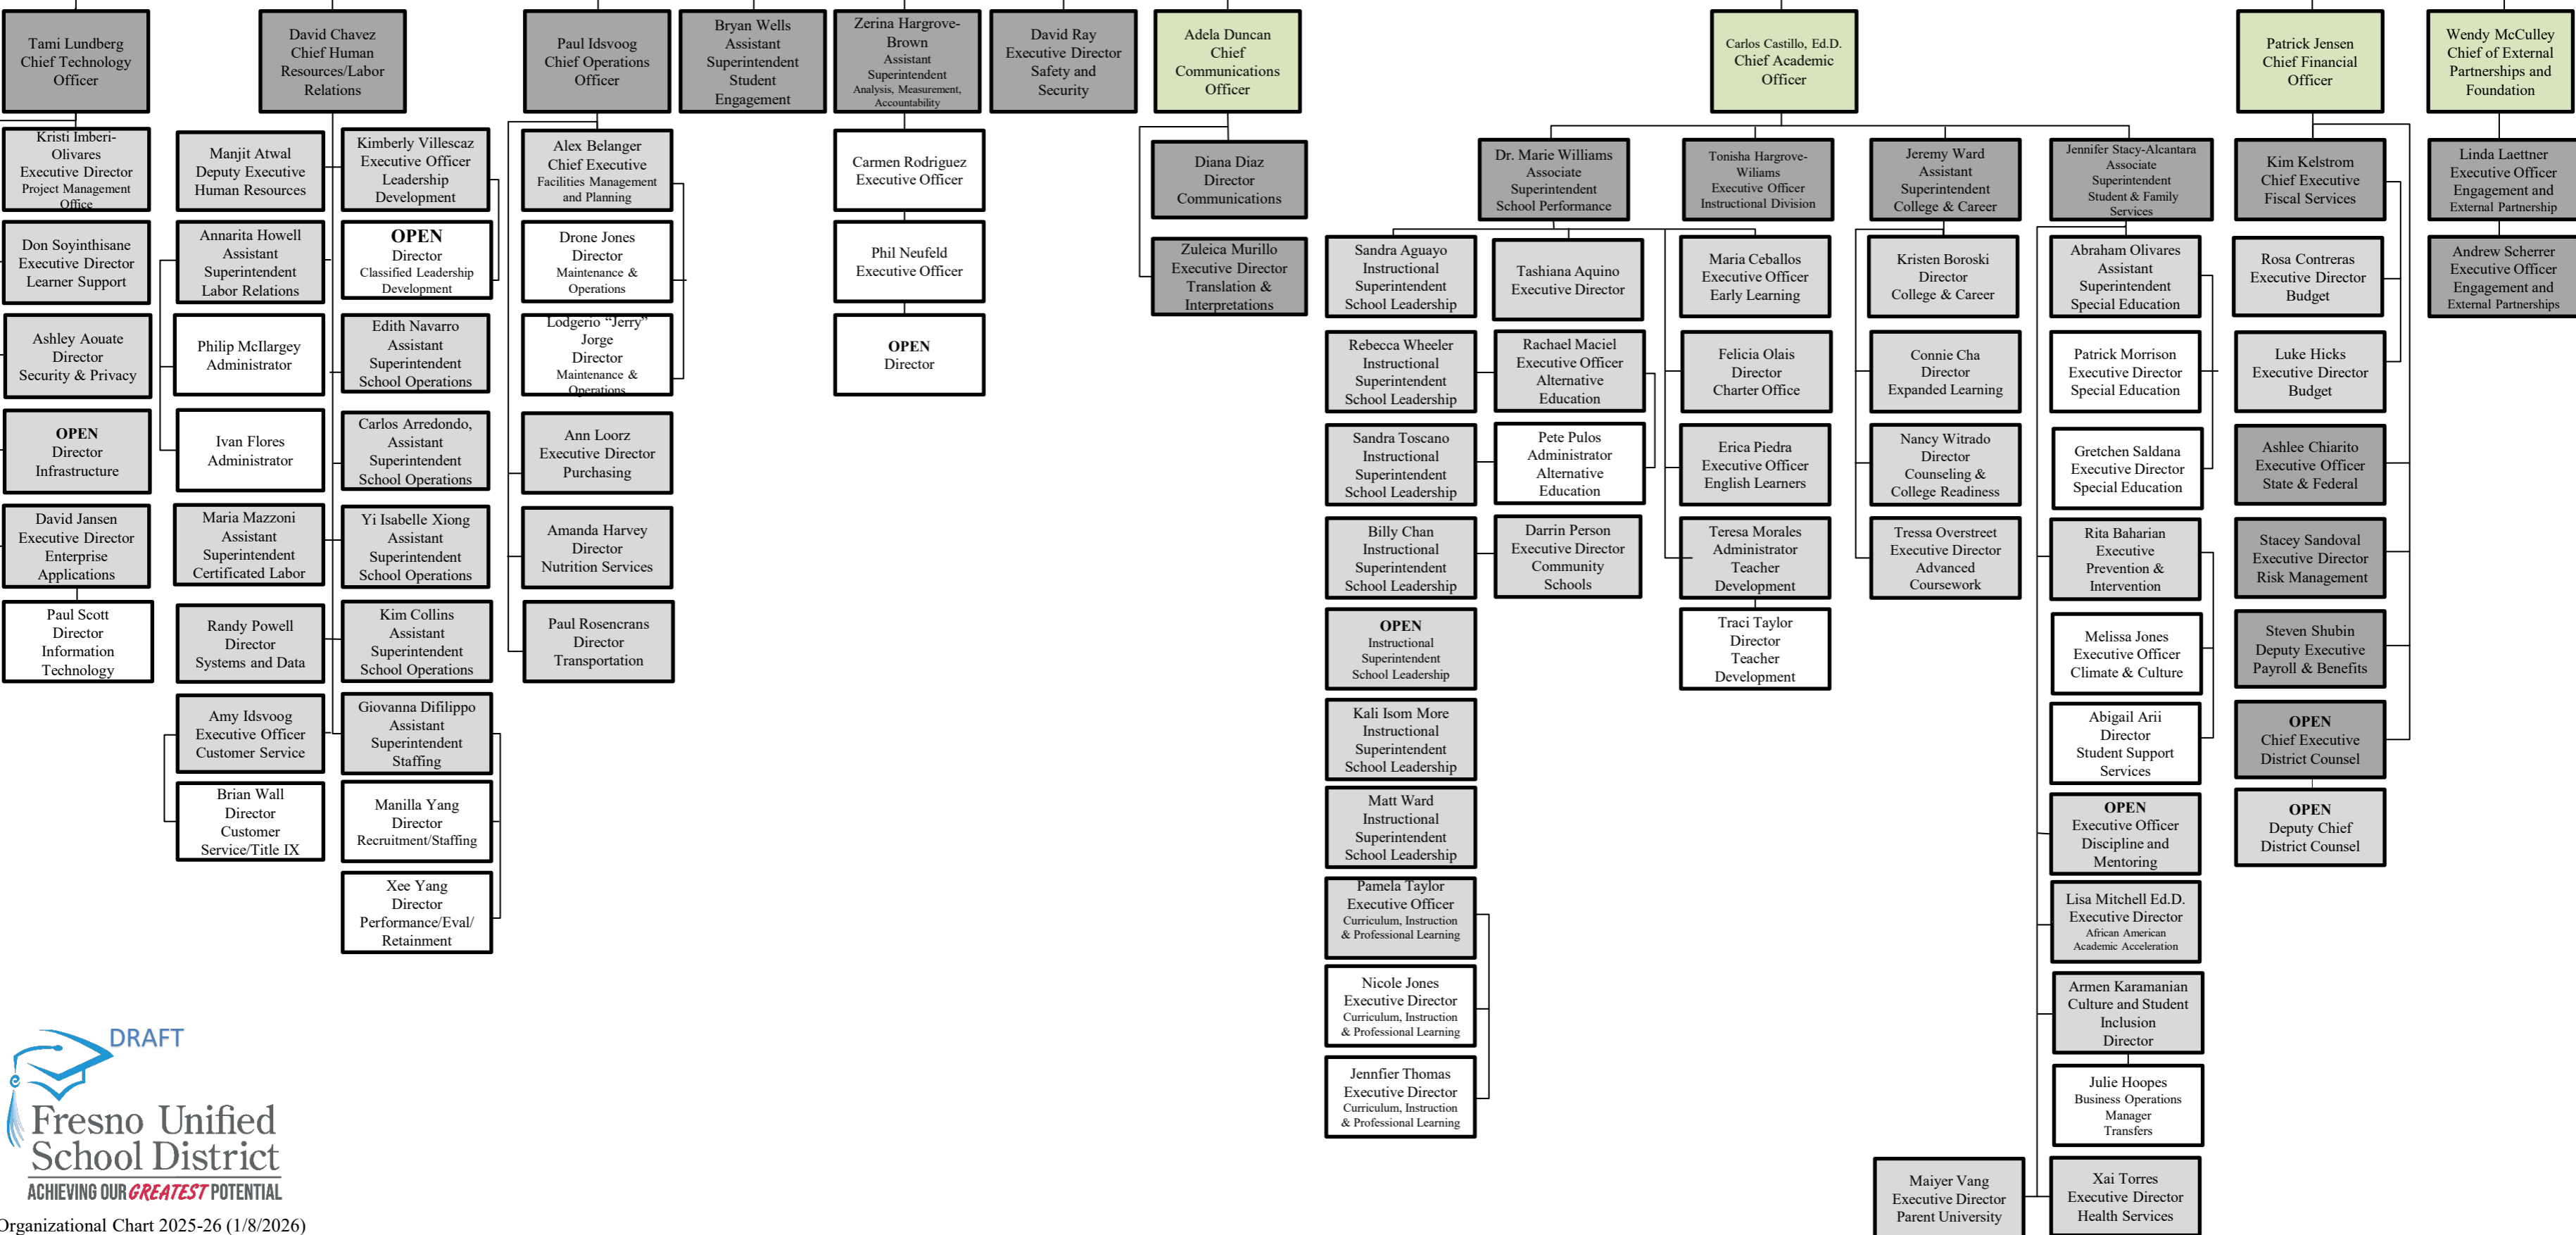 Tami Lundberg
Chief Technology
Officer
David Chavez
Chief Human
Resources/Labor
Relations
Paul Idsvoog
Chief Operations
Officer
Bryan Wells
Assistant
Superintendent
Student
Engagement
Zerina Hargrove-
Brown
Assistant
Superintendent
Analysis, Measurement,
Accountability
David Ray
Executive Director
Safety and
Security
Adela Duncan
Chief
Communications
Officer
Carlos Castillo, Ed.D.
Chief Academic
Officer
Patrick Jensen
Chief Financial
Officer
Wendy McCulley
Chief of External
Partnerships and
Foundation
Kristi Imberi-
Olivares
Executive Director
Project Management
Office
Don Soyinthisane
Executive Director
Learner Support
Ashley Aouate
Director
Security & Privacy
OPEN
Director
Infrastructure
David Jansen
Executive Director
Enterprise
Applications
Paul Scott
Director
Information
Technology
Manjit Atwal
Deputy Executive
Human Resources
Annarita Howell
Assistant
Superintendent
Labor Relations
Philip McIlargey
Administrator
Ivan Flores
Administrator
Maria Mazzoni
Assistant
Superintendent
Certificated Labor
Randy Powell
Director
Systems and Data
Amy Idsvoog
Executive Officer
Customer Service
Brian Wall
Director
Customer
Service/Title IX
Kimberly Villescaz
Executive Officer
Leadership
Development
OPEN
Director
Classified Leadership
Development
Edith Navarro
Assistant
Superintendent
School Operations
Carlos Arredondo,
Assistant
Superintendent
School Operations
Yi Isabelle Xiong
Assistant
Superintendent
School Operations
Kim Collins
Assistant
Superintendent
School Operations
Giovanna Difilippo
Assistant
Superintendent
Staffing
Manilla Yang
Director
Recruitment/Staffing
Xee Yang
Director
Performance/Eval/
Retainment
Alex Belanger
Chief Executive
Facilities Management
and Planning
Drone Jones
Director
Maintenance &
Operations
Lodgerio “Jerry”
Jorge
Director
Maintenance &
Operations
Ann Loorz
Executive Director
Purchasing
Amanda Harvey
Director
Nutrition Services
Paul Rosencrans
Director
Transportation
Carmen Rodriguez
Executive Officer
Phil Neufeld
Executive Officer
OPEN
Director
Diana Diaz
Director
Communications
Zuleica Murillo
Executive Director
Translation &
Interpretations
Dr. Marie Williams
Associate
Superintendent
School Performance
Tonisha Hargrove-
Wiliams
Executive Officer
Instructional Division
Jeremy Ward
Assistant
Superintendent
College & Career
Jennifer Stacy-Alcantara
Associate
Superintendent
Student & Family
Services
Sandra Aguayo
Instructional
Superintendent
School Leadership
Rebecca Wheeler
Instructional
Superintendent
School Leadership
Sandra Toscano
Instructional
Superintendent
School Leadership
Billy Chan
Instructional
Superintendent
School Leadership
OPEN
Instructional
Superintendent
School Leadership
Kali Isom More
Instructional
Superintendent
School Leadership
Matt Ward
Instructional
Superintendent
School Leadership
Pamela Taylor
Executive Officer
Curriculum, Instruction
& Professional Learning
Nicole Jones
Executive Director
Curriculum, Instruction
& Professional Learning
Jennfier Thomas
Executive Director
Curriculum, Instruction
& Professional Learning
Tashiana Aquino
Executive Director
Rachael Maciel
Executive Officer
Alternative
Education
Pete Pulos
Administrator
Alternative
Education
Darrin Person
Executive Director
Community
Schools
Maria Ceballos
Executive Officer
Early Learning
Felicia Olais
Director
Charter Office
Erica Piedra
Executive Officer
English Learners
Teresa Morales
Administrator
Teacher
Development
Traci Taylor
Director
Teacher
Development
Kristen Boroski
Director
College & Career
Connie Cha
Director
Expanded Learning
Nancy Witrado
Director
Counseling &
College Readiness
Tressa Overstreet
Executive Director
Advanced
Coursework
Abraham Olivares
Assistant
Superintendent
Special Education
Patrick Morrison
Executive Director
Special Education
Gretchen Saldana
Executive Director
Special Education
Rita Baharian
Executive
Prevention &
Intervention
Melissa Jones
Executive Officer
Climate & Culture
Abigail Arii
Director
Student Support
Services
OPEN
Executive Officer
Discipline and
Mentoring
Lisa Mitchell Ed.D.
Executive Director
African American
Academic Acceleration
Armen Karamanian
Culture and Student
Inclusion
Director
Julie Hoopes
Business Operations
Manager
Transfers
Maiyer Vang
Executive Director
Parent University
Xai Torres
Executive Director
Health Services
Kim Kelstrom
Chief Executive
Fiscal Services
Rosa Contreras
Executive Director
Budget
Luke Hicks
Executive Director
Budget
Ashlee Chiarito
Executive Officer
State & Federal
Stacey Sandoval
Executive Director
Risk Management
Steven Shubin
Deputy Executive
Payroll & Benefits
OPEN
Chief Executive
District Counsel
OPEN
Deputy Chief
District Counsel
Linda Laettner
Executive Officer
Engagement and
External Partnership
Andrew Scherrer
Executive Officer
Engagement and
External Partnerships
DRAFT
Fresno Unified
School District
ACHIEVING OUR GREATEST POTENTIAL
Organizational Chart 2025-26 (1/8/2026)